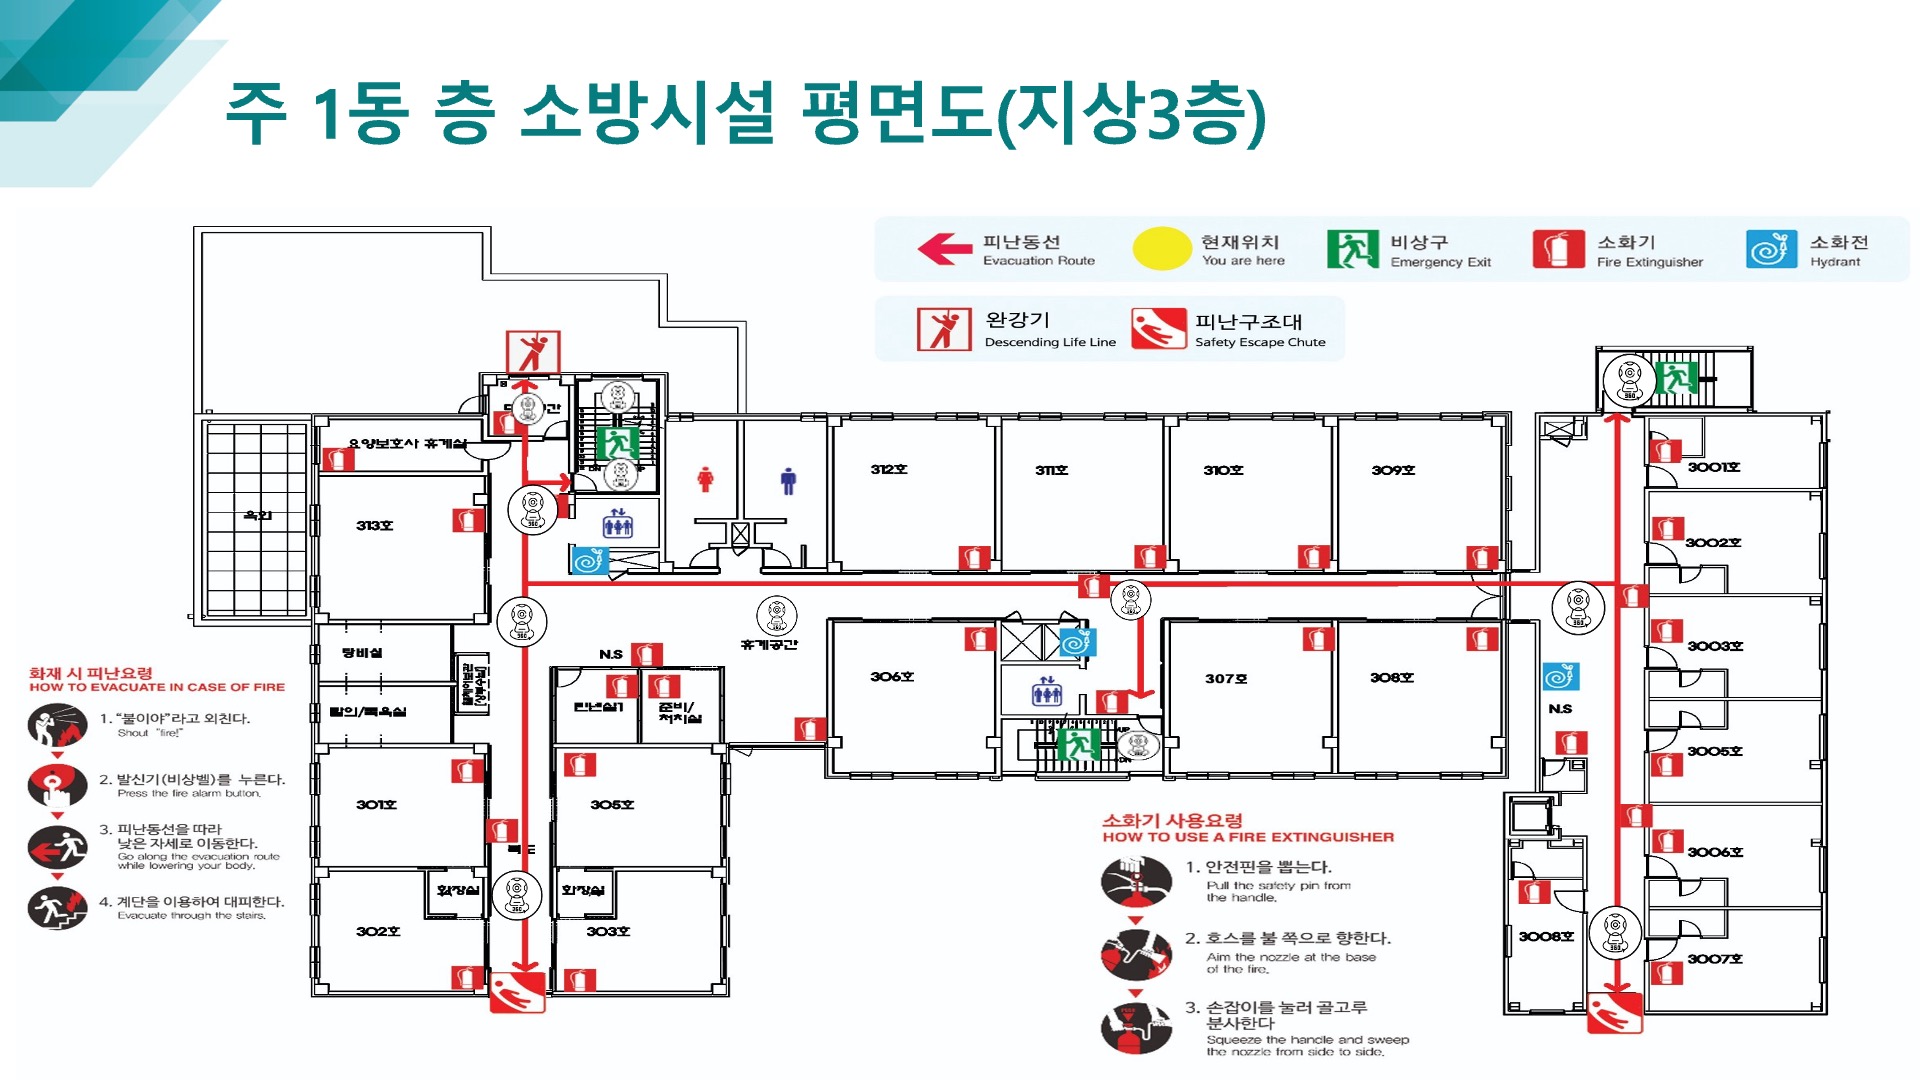 주 1동 층 소방시설 평면도(지상3층)
피난동선
Evacuation Route
현재위치
You are here
비상구
Emergency Exit
소화기
Fire Extinguisher
소화전
Hydrant
완강기
Descending Life Line
피난구조대
Safety Escape Chute
요양보호사 휴게실
313호
312호
311호
310호
309호
3001호
3002호
3003호
3005호
3006호
3007호
3008호
휴게공간
N.S
N.S
306호
307호
308호
준비/
처치실
301호
305호
화장실
화장실
302호
303호
UP
DN
화재 시 피난요령
HOW TO EVACUATE IN CASE OF FIRE
1. “불이야”라고 외친다.
Shout “fire!”
2. 발신기(비상벨)를 누른다.
Press the fire alarm button.
3. 피난동선을 따라
낮은 자세로 이동한다.
Go along the evacuation route
while lowering your body.
4. 계단을 이용하여 대피한다.
Evacuate through the stairs.
소화기 사용요령
HOW TO USE A FIRE EXTINGUISHER
1. 안전핀을 뽑는다.
Pull the safety pin from
the handle.
2. 호스를 불 쪽으로 향한다.
Aim the nozzle at the base
of the fire.
3. 손잡이를 눌러 골고루
분사한다
Squeeze the handle and sweep
the nozzle from side to side.